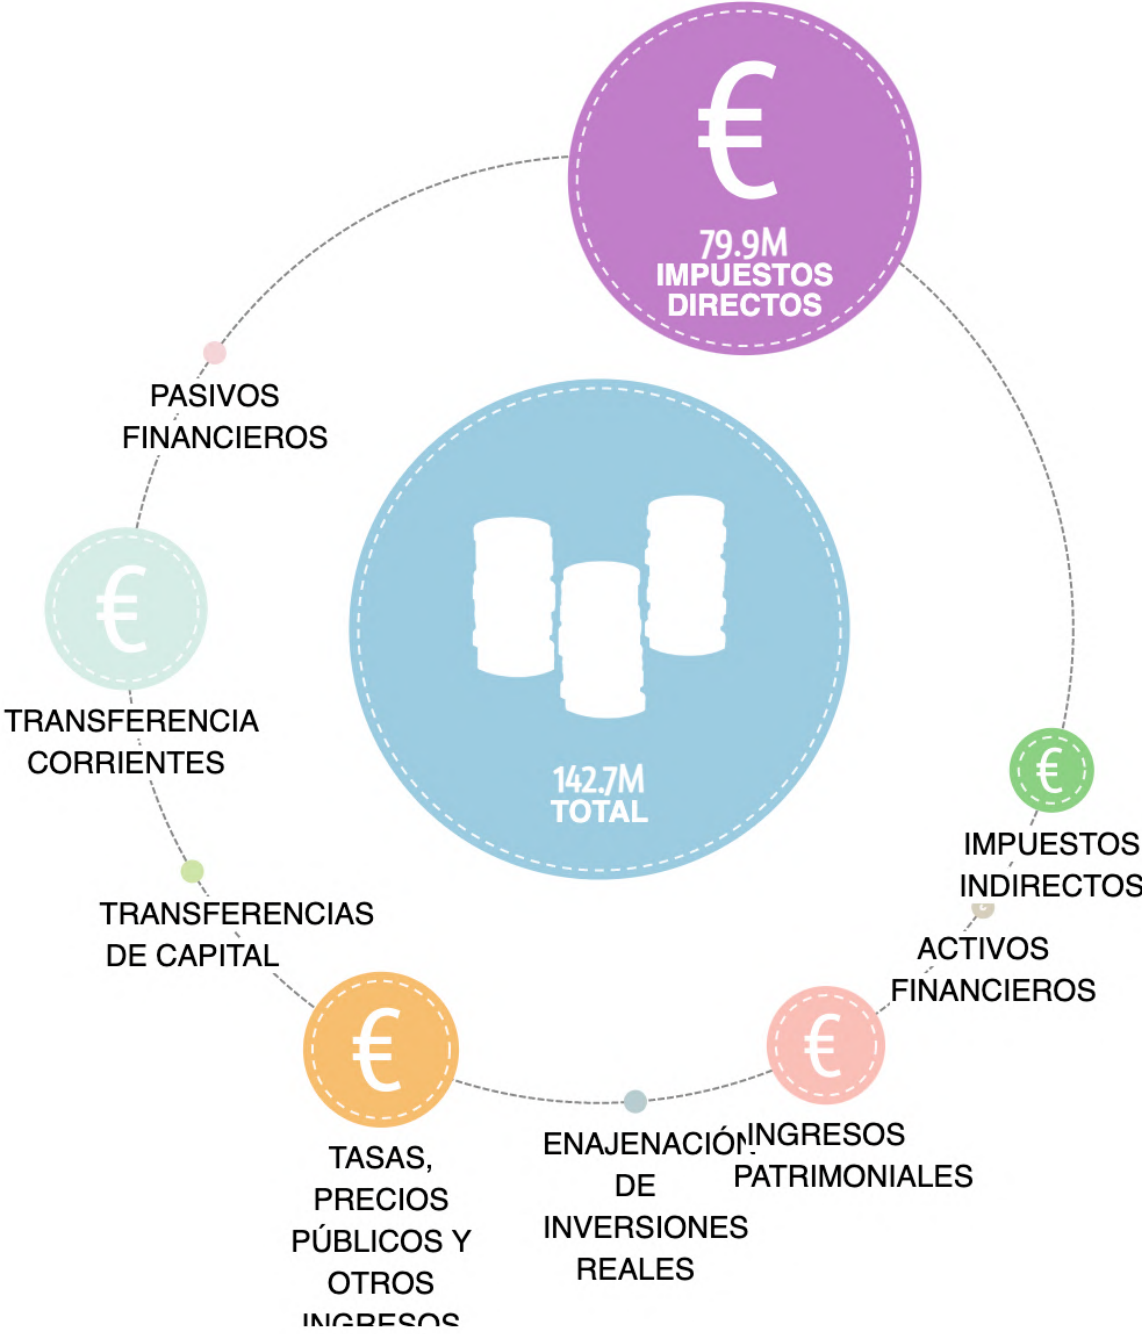 €
79.9M
IMPUESTOS
DIRECTOS
PASIVOS
FINANCIEROS
€
TRANSFERENCIA
CORRIENTES
142.7M
TOTAL
€
IMPUESTOS
INDIRECTOS
€
ACTIVOS
FINANCIEROS
TRANSFERENCIAS
DE CAPITAL
€
TASAS,
PRECIOS
PÚBLICOS Y
OTROS
INGRESOS
ENAJENACIÓN
DE
INVERSIONES
REALES
€
INGRESOS
PATRIMONIALES